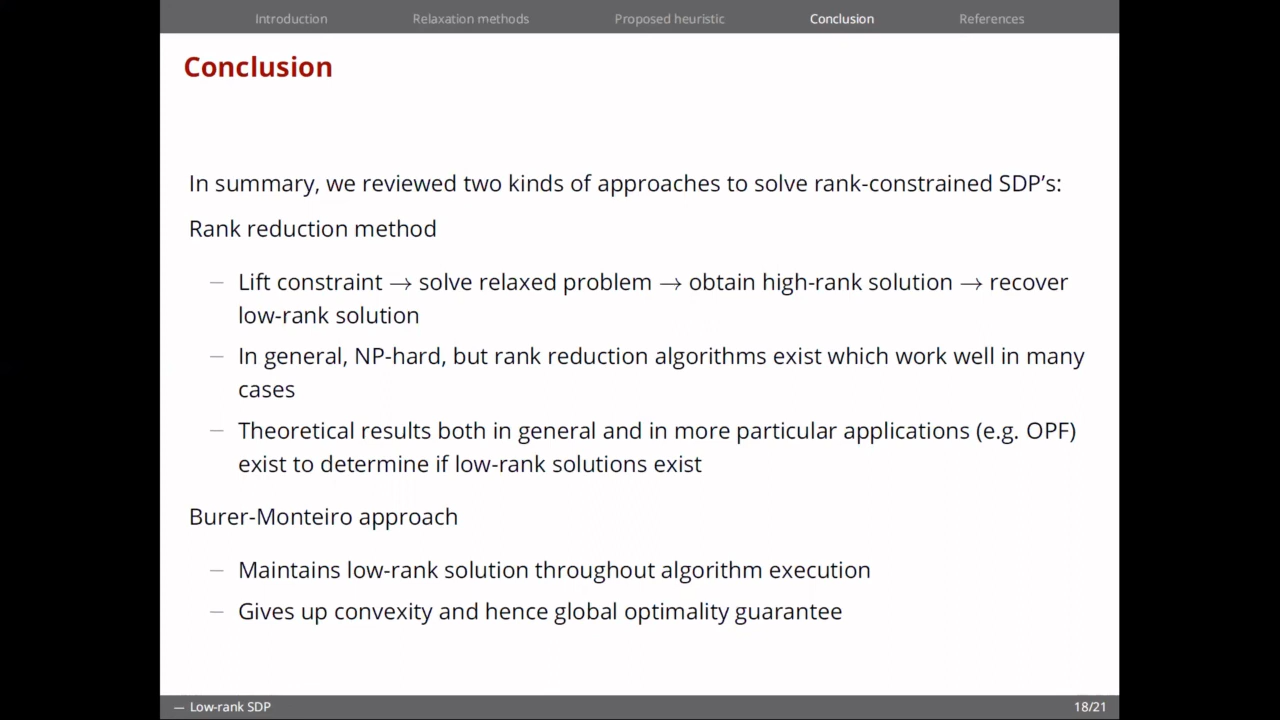 Introduction Relaxation methods Proposed heuristic Conclusion References
Conclusion
In summary, we reviewed two kinds of approaches to solve rank-constrained SDP’s:
Rank reduction method
– Lift constraint → solve relaxed problem → obtain high-rank solution → recover
low-rank solution
– In general, NP-hard, but rank reduction algorithms exist which work well in many
cases
– Theoretical results both in general and in more particular applications (e.g. OPF)
exist to determine if low-rank solutions exist
Burer-Monteiro approach
– Maintains low-rank solution throughout algorithm execution
– Gives up convexity and hence global optimality guarantee
— Low-rank SDP 18/21